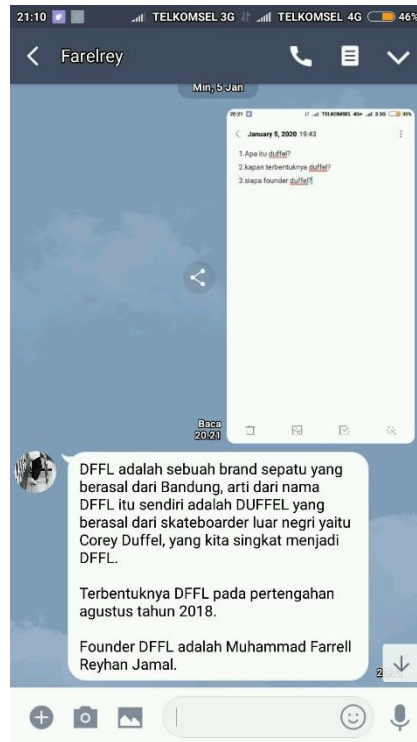 21:10 TELKOMSEL 3G TELKOMSEL 4G 46%
Farelrey
Min, 5 Jan
20:21 TELKOMSEL 4G+
January 5, 2020 19:43
1.Apa itu duffel?
2.kapan terbentuknya duffel?
3.siapa founder duffel?
Baca
20.21
DFFL adalah sebuah brand sepatu yang
berasal dari Bandung, arti dari nama
DFFL itu sendiri adalah DUFFEL yang
berasal dari skateboarder luar negri yaitu
Corey Duffel, yang kita singkat menjadi
DFFL.
Terbentuknya DFFL pada pertengahan
agustus tahun 2018.
Founder DFFL adalah Muhammad Farrell
Reyhan Jamal.